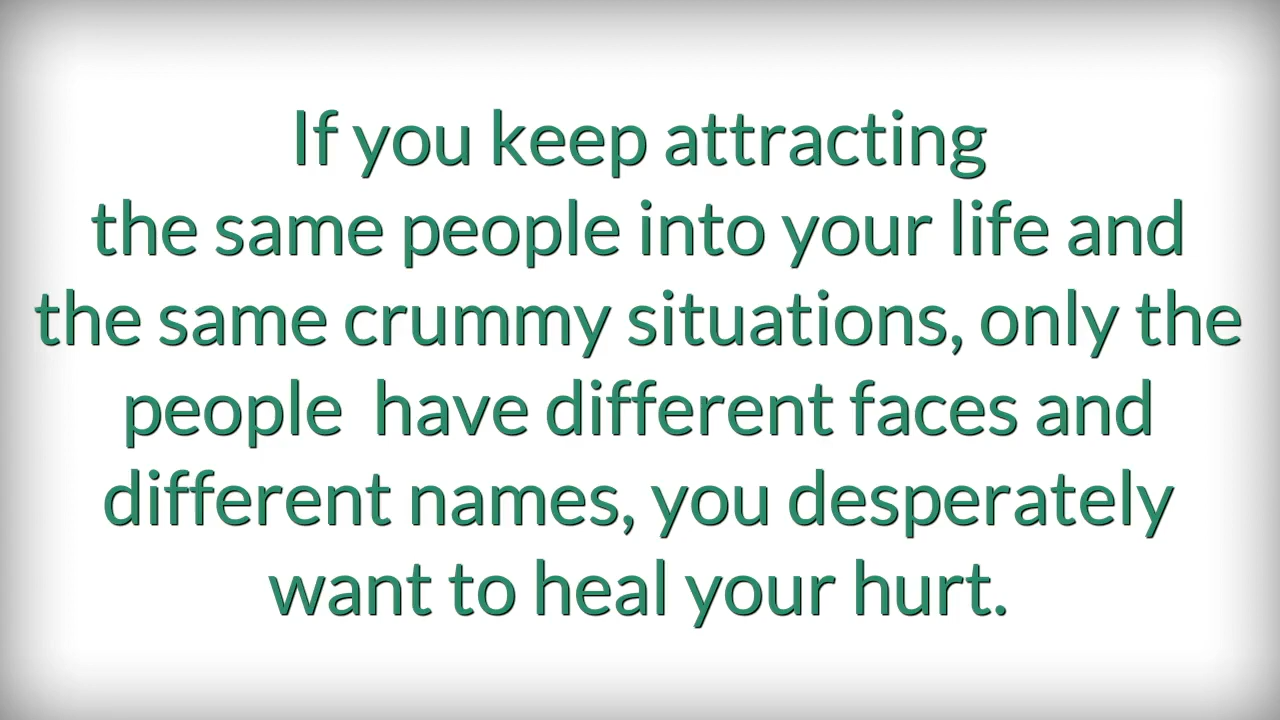 If you keep attracting
the same people into your life and
the same crummy situations, only the
people  have different faces and
different names, you desperately
want to heal your hurt.